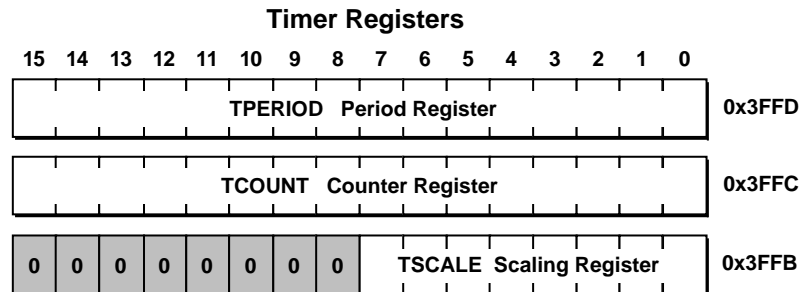 Timer Registers
15 14 13 12 11 10 9 8 7 6 5 4 3 2 1 0
TPERIOD Period Register 0x3FFD
TCOUNT Counter Register 0x3FFC
0 0 0 0 0 0 0 0 TSCALE Scaling Register 0x3FFB